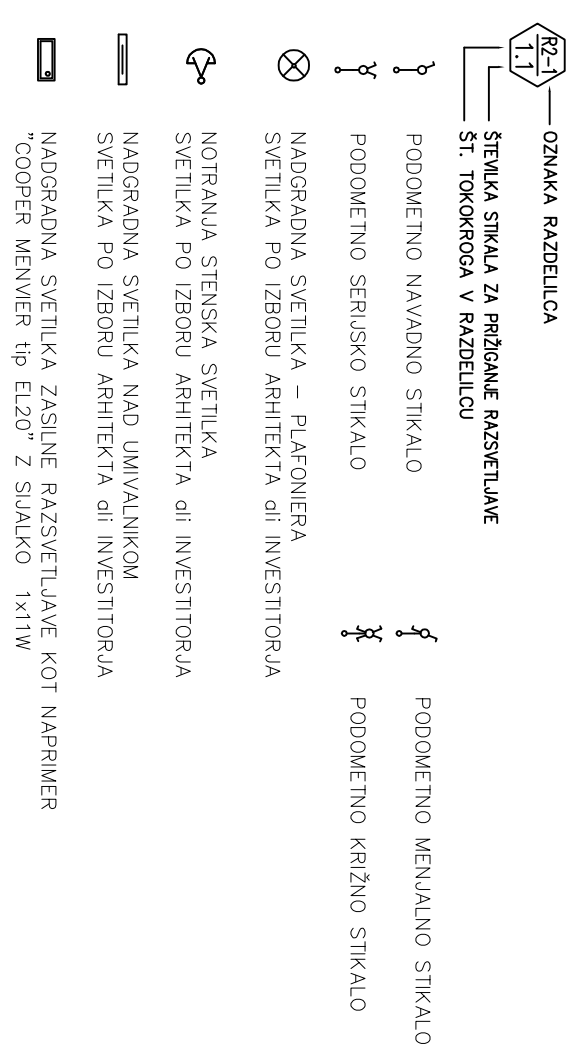 R2-1
1.1
OZNAKA RAZDELILCA
ŠTEVILKA STIKALA ZA PRIŽIGANJE RAZSVETLJAVE
ŠT. TOKOKROGA V RAZDELILCU
PODOMETNO NAVADNO STIKALO
PODOMETNO MENJALNO STIKALO
PODOMETNO SERIJSKO STIKALO
PODOMETNO KRIŽNO STIKALO
NADGRADNA SVETILKA – PLAFONIERA
SVETILKA PO IZBORU ARHITEKTA ali INVESTITORJA
NOTRANJA STENSKA SVETILKA
SVETILKA PO IZBORU ARHITEKTA ali INVESTITORJA
NADGRADNA SVETILKA NAD UMIVALNIKOM
SVETILKA PO IZBORU ARHITEKTA ali INVESTITORJA
NADGRADNA SVETILKA ZASILNE RAZSVETLJAVE KOT NAPRIMER
"COOPER MENVIER tip EL20" Z SIJALKO 1x11W